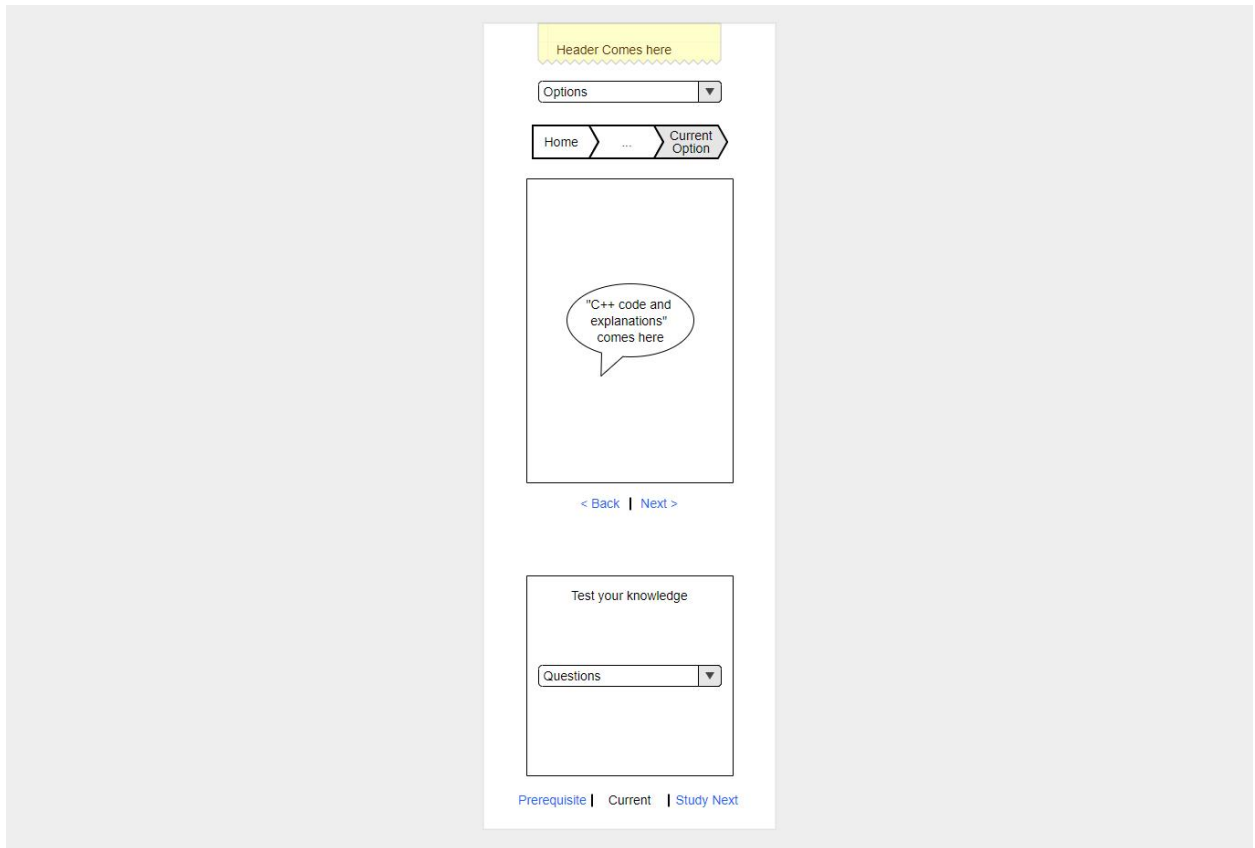 Header Comes here
Options
Home
...
Current
Option
"C++ code and
explanations"
comes here
< Back | Next >
Test your knowledge
Questions
Prerequisite | Current | Study Next